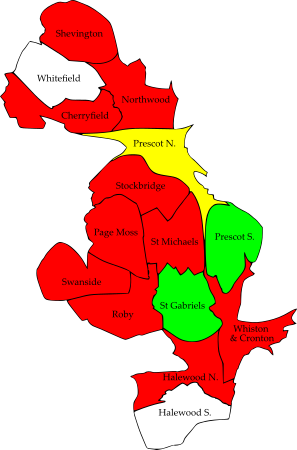 Shevington
Whitefield
Northwood
Cherryfield
Prescot N.
Stockbridge
Page Moss
St Michaels
Prescot S.
Swanside
St Gabriels
Roby
Whiston
& Cronton
Halewood N.
Halewood S.